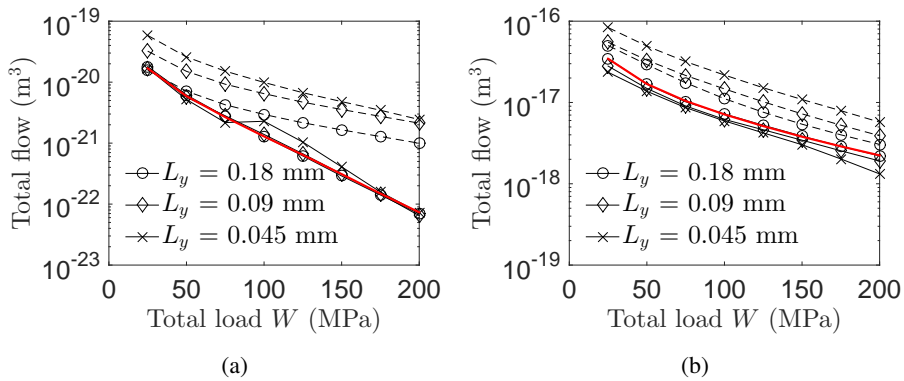 10^-19
10^-20
10^-21
10^-22
10^-23
Total flow (m^3)
L_y = 0.18 mm
L_y = 0.09 mm
L_y = 0.045 mm
0 50 100 150 200
Total load W (MPa)
(a)
10^-16
10^-17
10^-18
10^-19
Total flow (m^3)
L_y = 0.18 mm
L_y = 0.09 mm
L_y = 0.045 mm
0 50 100 150 200
Total load W (MPa)
(b)